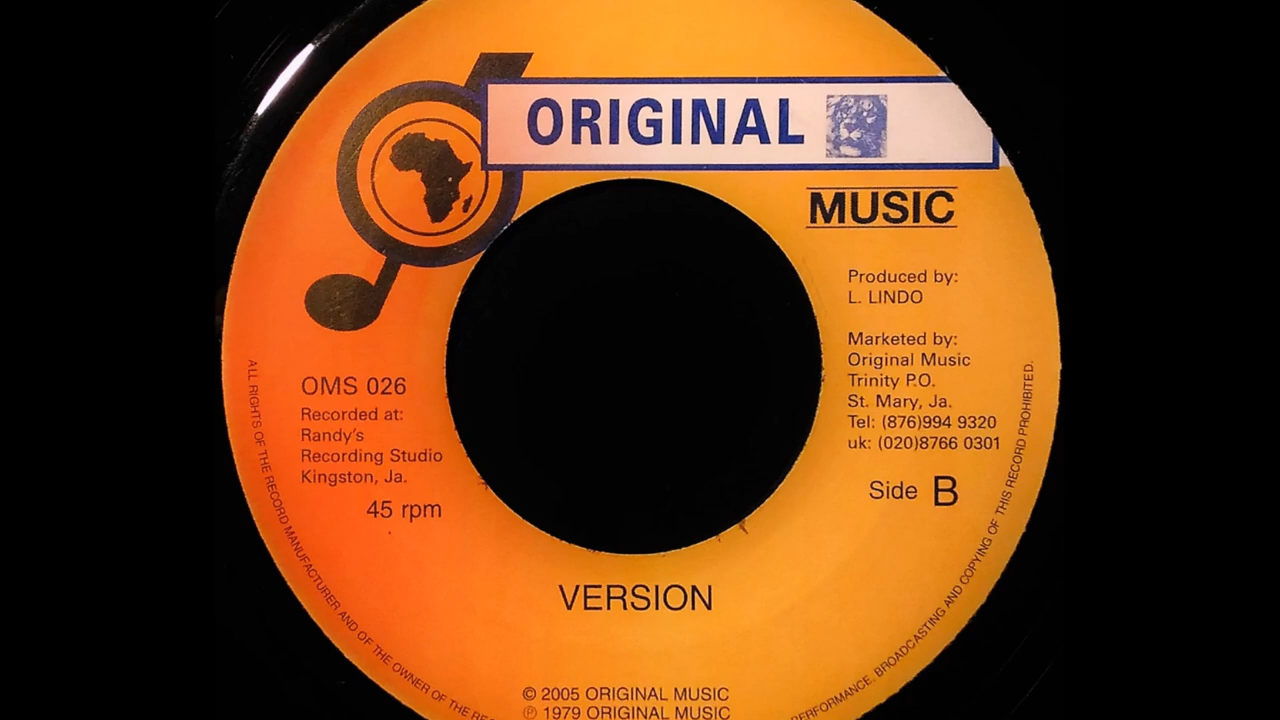 ORIGINAL
MUSIC
Produced by:
L. LINDO
Marketed by:
Original Music
Trinity P.O.
St. Mary, Ja.
Tel: (876)994 9320
uk: (020)8766 0301
Side B
OMS 026
Recorded at:
Randy's
Recording Studio
Kingston, Ja.
45 rpm
VERSION
© 2005 ORIGINAL MUSIC
℗ 1979 ORIGINAL MUSIC
ALL RIGHTS OF THE RECORD MANUFACTURER AND OF THE OWNER OF THE
PERFORMANCE, BROADCASTING AND COPYING OF THIS RECORD PROHIBITED.